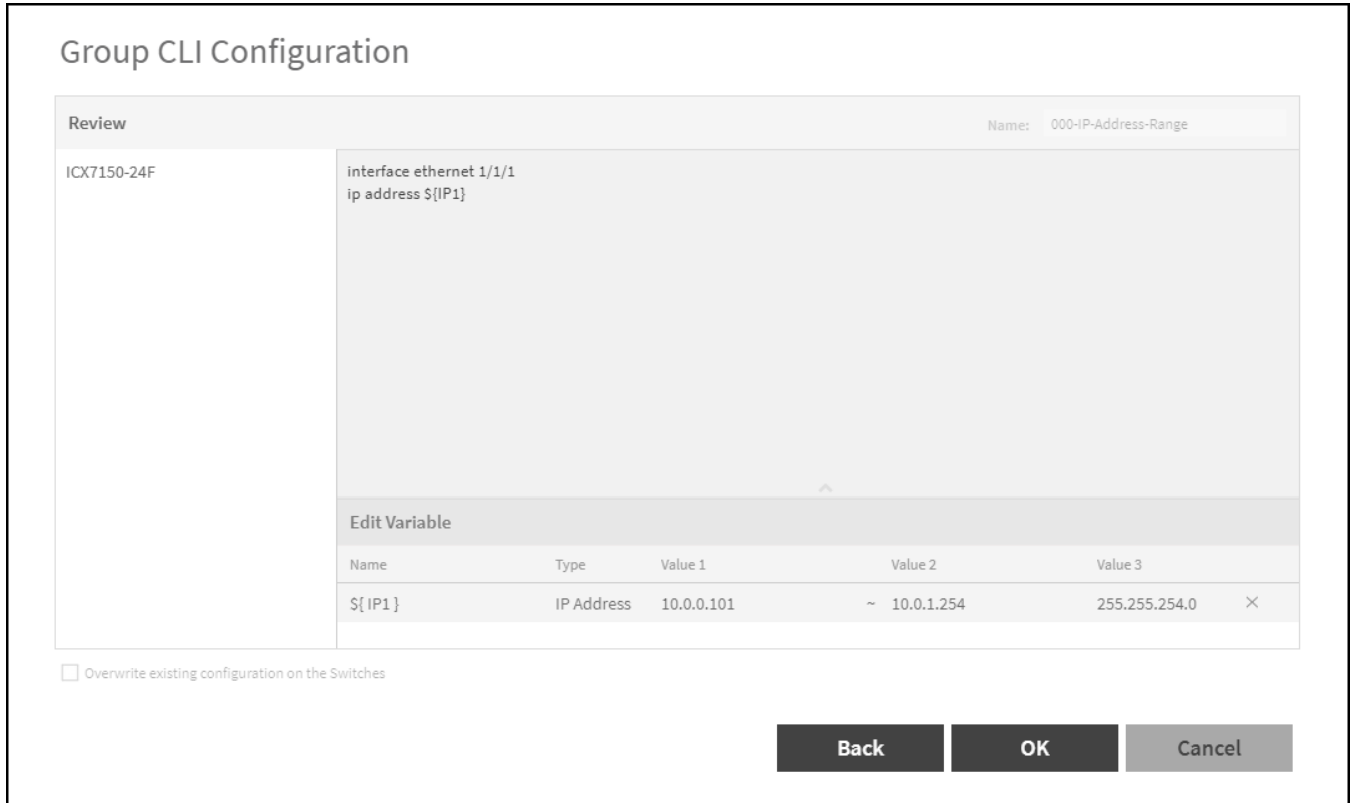 Group CLI Configuration
Review
Name: 000-IP-Address-Range
ICX7150-24F
interface ethernet 1/1/1
ip address ${IP1}
Edit Variable
Name Type Value 1 Value 2 Value 3
${ IP1 } IP Address 10.0.0.101 ~ 10.0.1.254 255.255.254.0 ×
Overwrite existing configuration on the Switches
Back OK Cancel